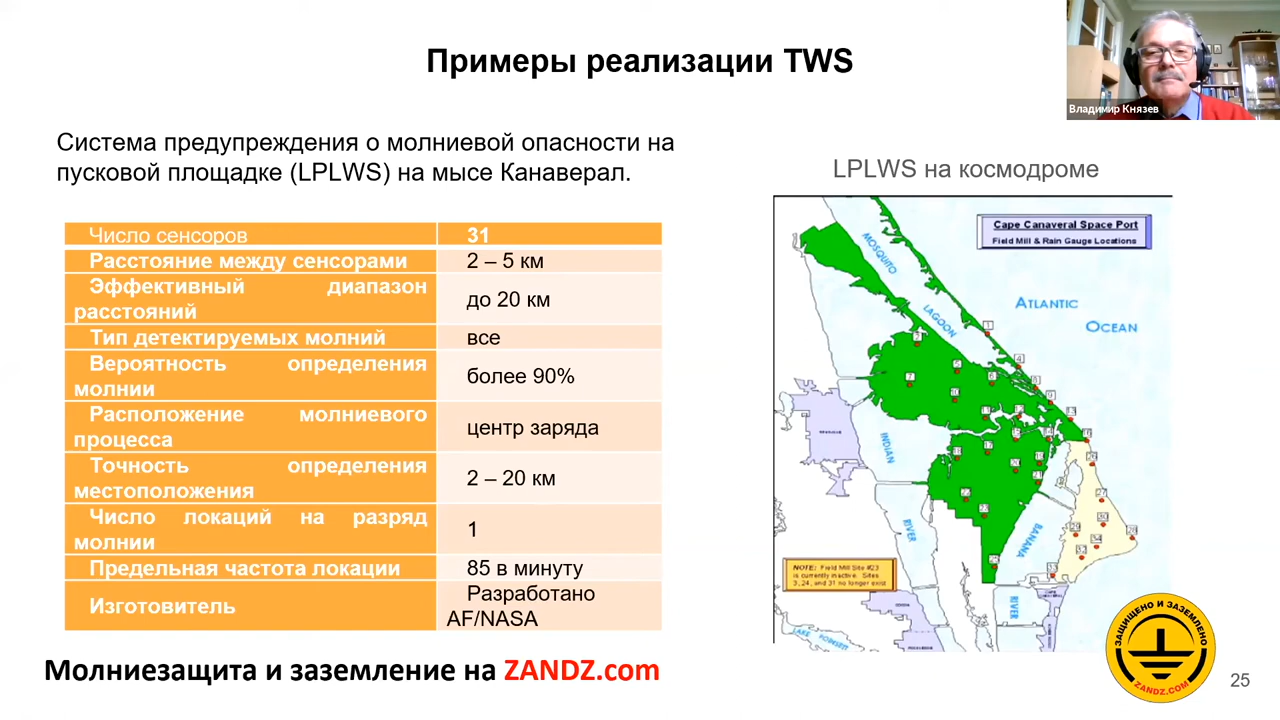 Примеры реализации TWS
Владимир Князев
Система предупреждения о молниевой опасности на
пусковой площадке (LPLWS) на мысе Канаверал.
Число сенсоров 31
Расстояние между сенсорами 2 – 5 км
Эффективный диапазон
расстояний до 20 км
Тип детектируемых молний все
Вероятность определения
молнии более 90%
Расположение молниевого
процесса центр заряда
Точность определения
местоположения 2 – 20 км
Число локаций на разряд
молнии 1
Предельная частота локации 85 в минуту
Изготовитель Разработано
AF/NASA
LPLWS на космодроме
Cape Canaveral Space Port
Field Mill & Rain Gauge Locations
MOSQUITO
LAGOON
ATLANTIC
OCEAN
INDIAN
RIVER
BANANA
RIVER
NOTE: Field Mill Site #23
is currently inactive. Sites
3, 24, and 31 no longer exist
Молниезащита и заземление на ZANDZ.com
ЗАЩИЩЕНО И ЗАЗЕМЛЕНО
ZANDZ.COM
25